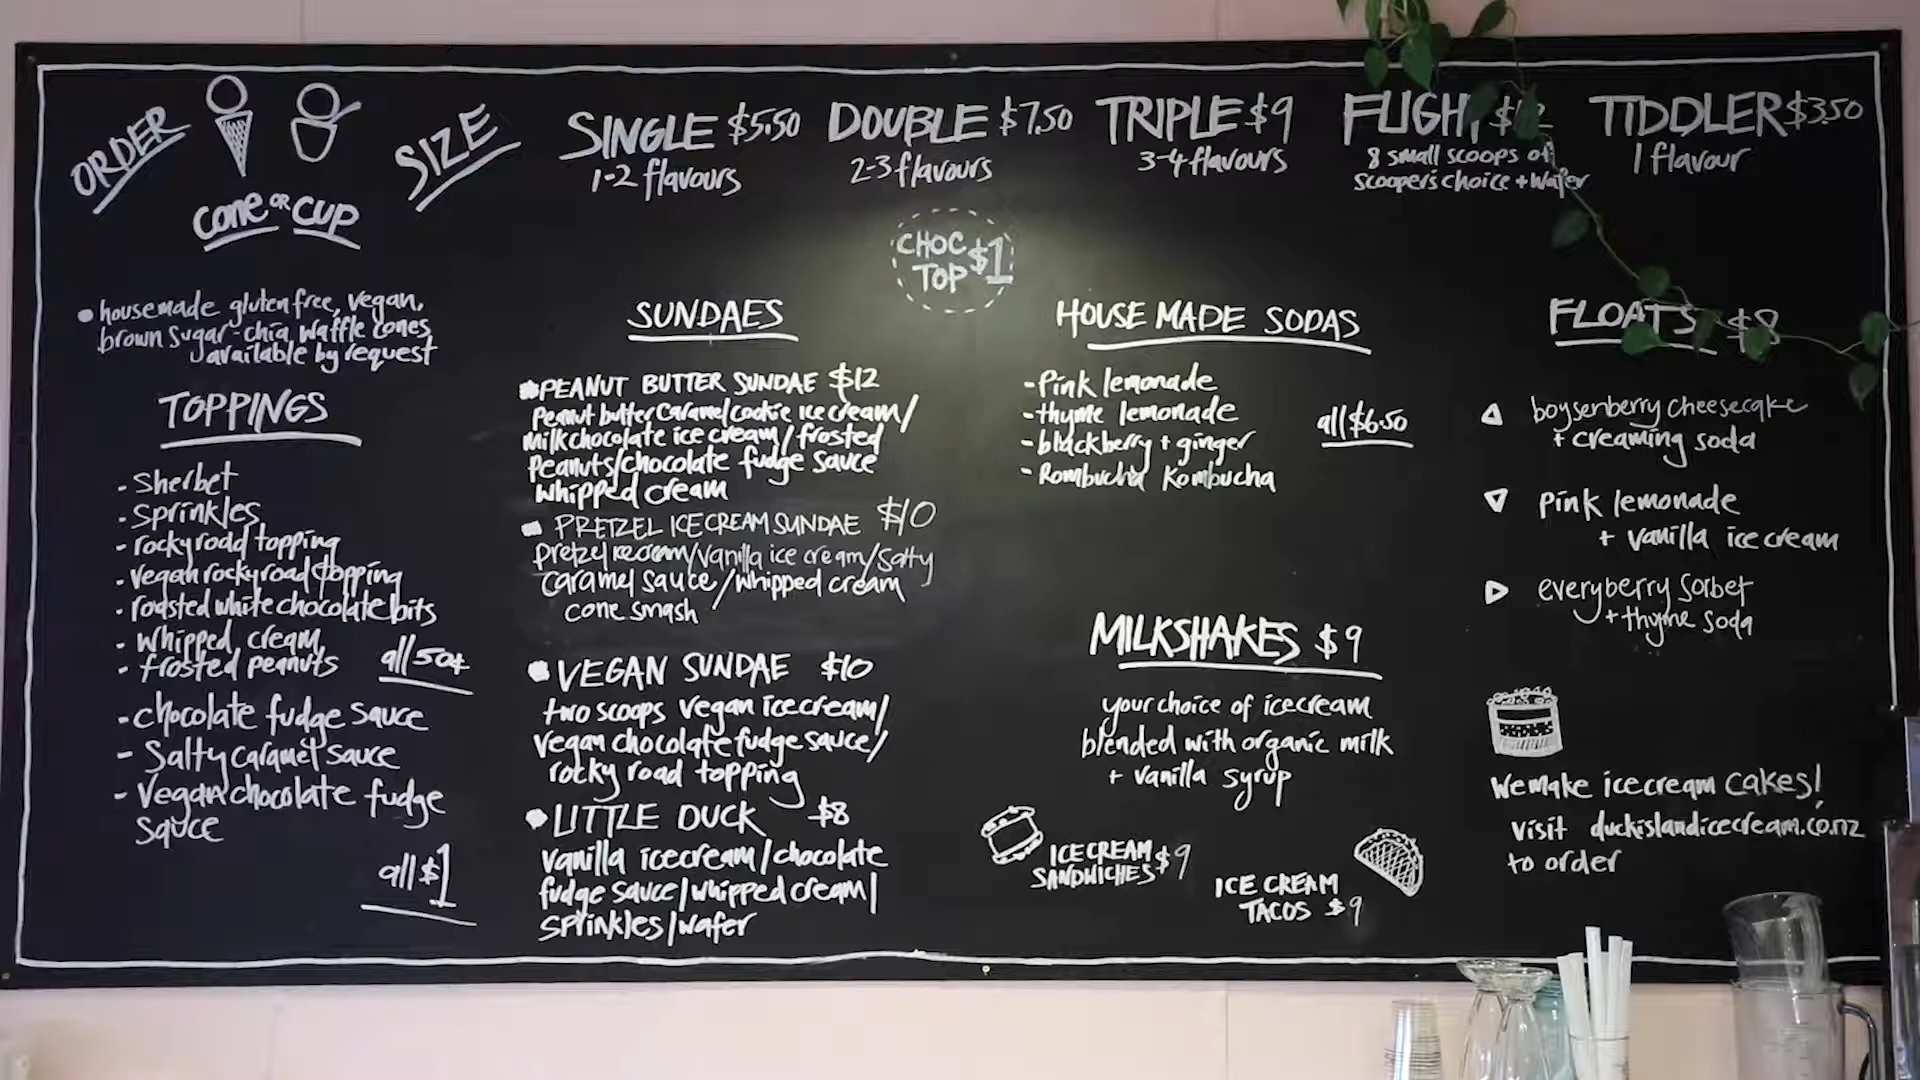 ORDER
CONE OR CUP
SIZE
SINGLE $5.50
1-2 flavours
DOUBLE $7.50
2-3 flavours
TRIPLE $9
3-4 flavours
FLIGHT $12
8 small scoops of
scooper's choice + wafer
TIDDLER $3.50
1 flavour
CHOC
TOP $1
housemade gluten free, vegan,
brown sugar-chia waffle cones
available by request
TOPPINGS
- Sherbet
- Sprinkles
- rocky road topping
- vegan rocky road topping
- roasted white chocolate bits
- whipped cream
- frosted peanuts
all 50¢
- chocolate fudge sauce
- Salty caramel sauce
- Vegan chocolate fudge
sauce
all $1
SUNDAES
PEANUT BUTTER SUNDAE $12
Peanut butter caramel cookie ice cream/
milk chocolate ice cream/frosted
Peanuts/chocolate fudge sauce
whipped cream
PRETZEL ICE CREAM SUNDAE $10
pretzel icecream/vanilla ice cream/salty
caramel sauce/whipped cream
cone smash
VEGAN SUNDAE $10
two scoops vegan icecream/
vegan chocolate fudge sauce/
rocky road topping
LITTLE DUCK $8
vanilla icecream/chocolate
fudge sauce/whipped cream/
sprinkles/wafer
HOUSE MADE SODAS
- Pink lemonade
- thyme lemonade
- blackberry + ginger
- Rombucha Kombucha
all $6.50
MILKSHAKES $9
your choice of icecream
blended with organic milk
+ vanilla syrup
ICE CREAM
SANDWICHES $9
ICE CREAM
TACOS $9
FLOATS $8
boysenberry cheesecake
+ creaming soda
pink lemonade
+ vanilla ice cream
everyberry sorbet
+ thyme soda
We make icecream cakes!
visit duckislandicecream.co.nz
to order